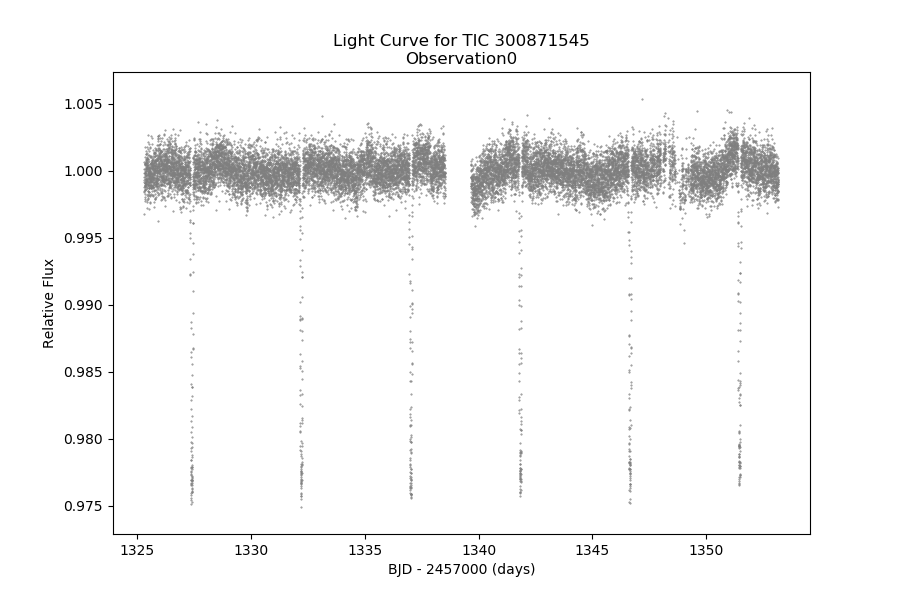 Light Curve for TIC 300871545
Observation0
1.005
1.000
0.995
0.990
0.985
0.980
0.975
Relative Flux
1325 1330 1335 1340 1345 1350
BJD - 2457000 (days)